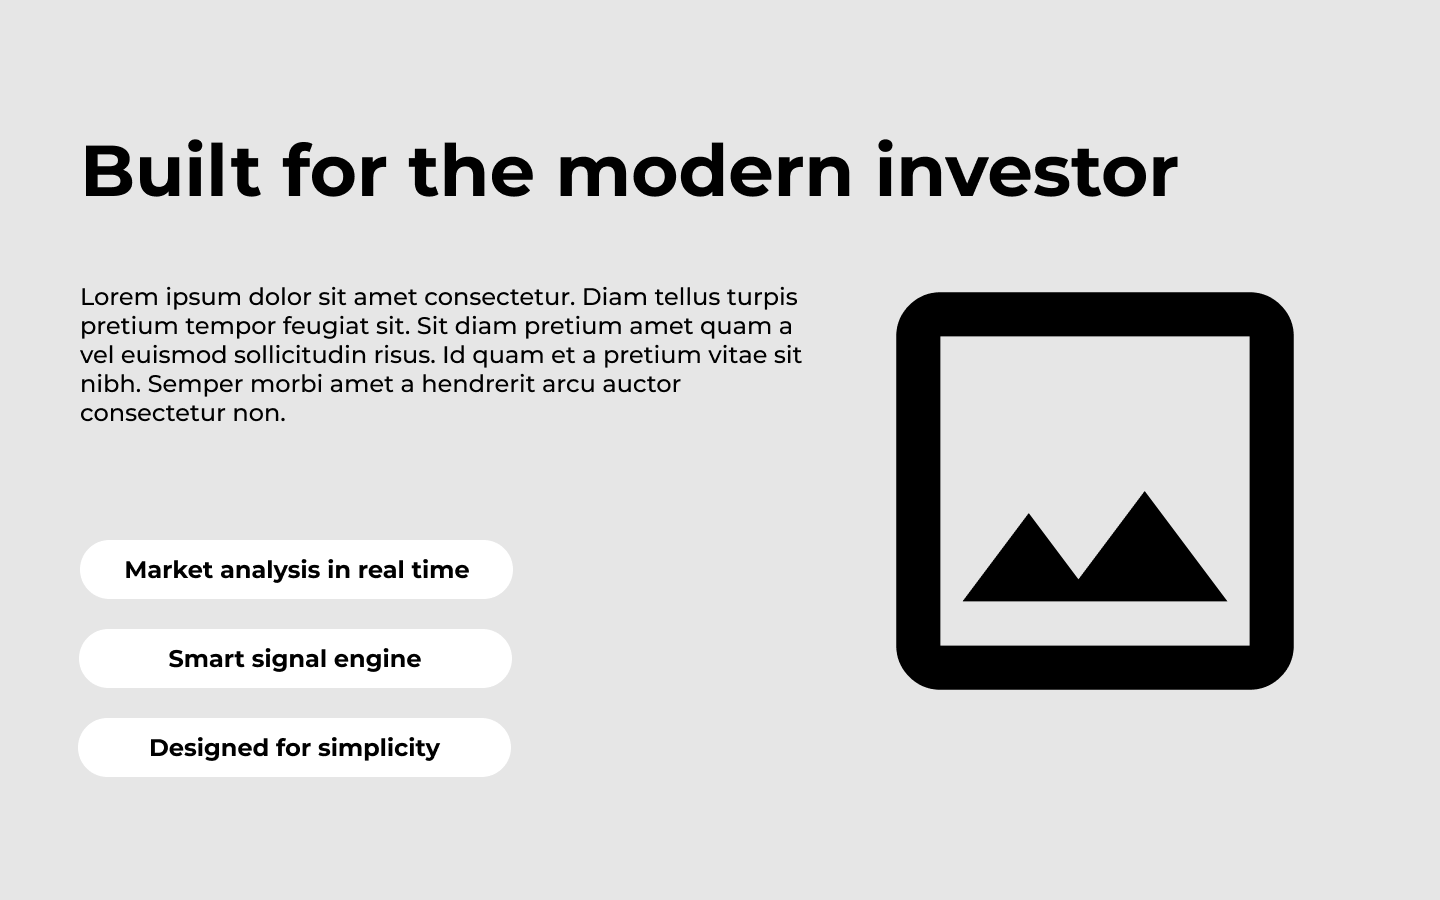 Built for the modern investor
Lorem ipsum dolor sit amet consectetur. Diam tellus turpis
pretium tempor feugiat sit. Sit diam pretium amet quam a
vel euismod sollicitudin risus. Id quam et a pretium vitae sit
nibh. Semper morbi amet a hendrerit arcu auctor
consectetur non.
Market analysis in real time
Smart signal engine
Designed for simplicity